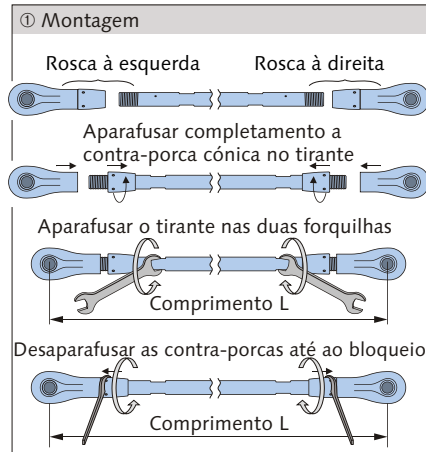 ① Montagem
Rosca à esquerda Rosca à direita
Aparafusar completamente a
contra-porca cónica no tirante
Aparafusar o tirante nas duas forquilhas
Comprimento L
Desaparafusar as contra-porcas até ao bloqueio
Comprimento L